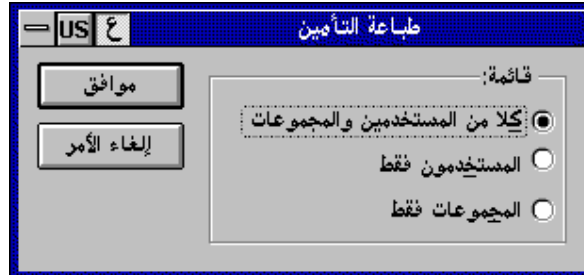 US ع طباعة التأمين
قائمة:
كلا من المستخدمين والمجموعات
المستخدمون فقط
المجموعات فقط
موافق
إلغاء الأمر